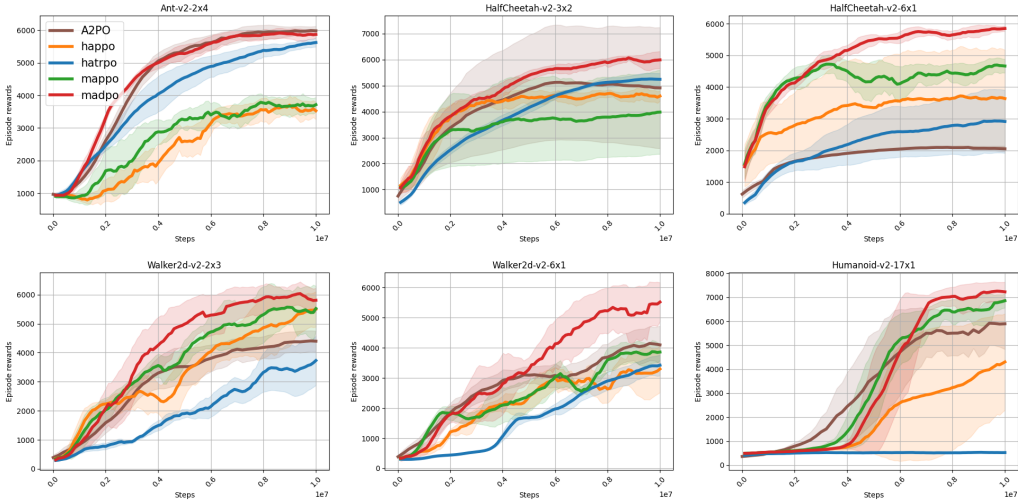 Ant-v2-2x4
A2PO
happo
hatrpo
mappo
madpo
Episode rewards
6000
5000
4000
3000
2000
1000
0.0 0.2 0.4 0.6 0.8 1.0
Steps
1e7
HalfCheetah-v2-3x2
Episode rewards
7000
6000
5000
4000
3000
2000
1000
0.0 0.2 0.4 0.6 0.8 1.0
Steps
1e7
HalfCheetah-v2-6x1
Episode rewards
6000
5000
4000
3000
2000
1000
0
0.0 0.2 0.4 0.6 0.8 1.0
Steps
1e7
Walker2d-v2-2x3
Episode rewards
6000
5000
4000
3000
2000
1000
0
0.0 0.2 0.4 0.6 0.8 1.0
Steps
1e7
Walker2d-v2-6x1
Episode rewards
6000
5000
4000
3000
2000
1000
0
0.0 0.2 0.4 0.6 0.8 1.0
Steps
1e7
Humanoid-v2-17x1
Episode rewards
8000
7000
6000
5000
4000
3000
2000
1000
0
0.0 0.2 0.4 0.6 0.8 1.0
Steps
1e7